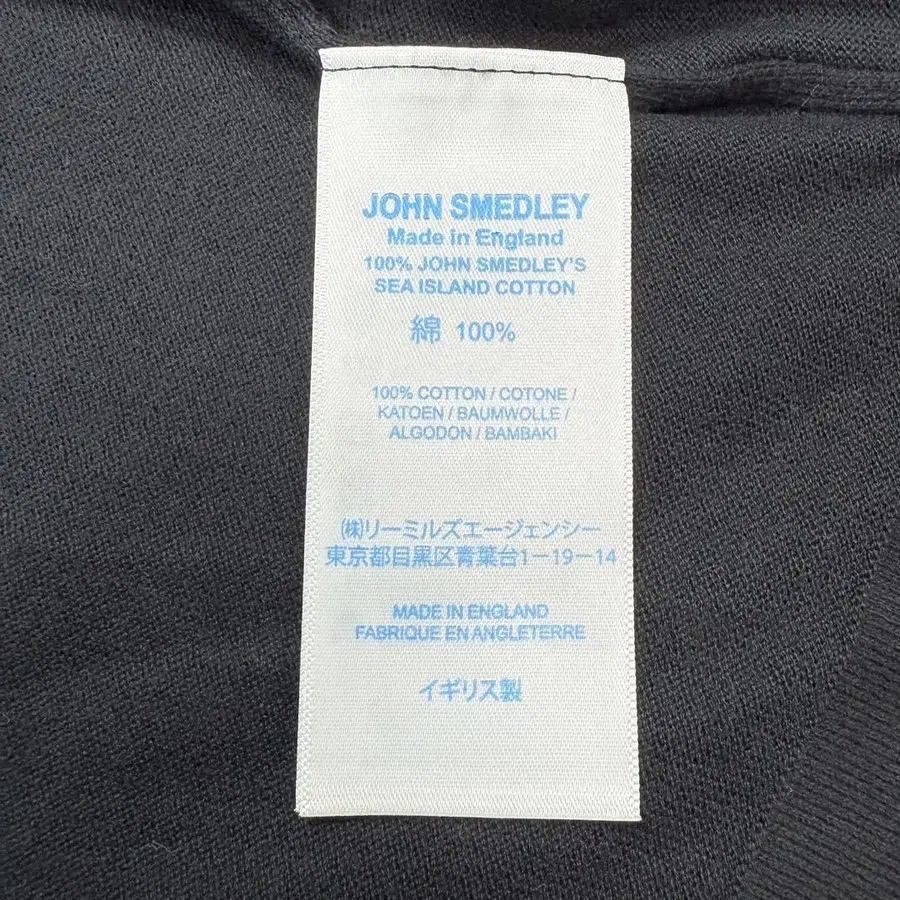 JOHN SMEDLEY
Made in England
100% JOHN SMEDLEY'S
SEA ISLAND COTTON
綿 100%
100% COTTON / COTONE /
KATOEN / BAUMWOLLE /
ALGODON / BAMBAKI
㈱リーミルズエージェンシー
東京都目黒区青葉台1－19－14
MADE IN ENGLAND
FABRIQUE EN ANGLETERRE
イギリス製